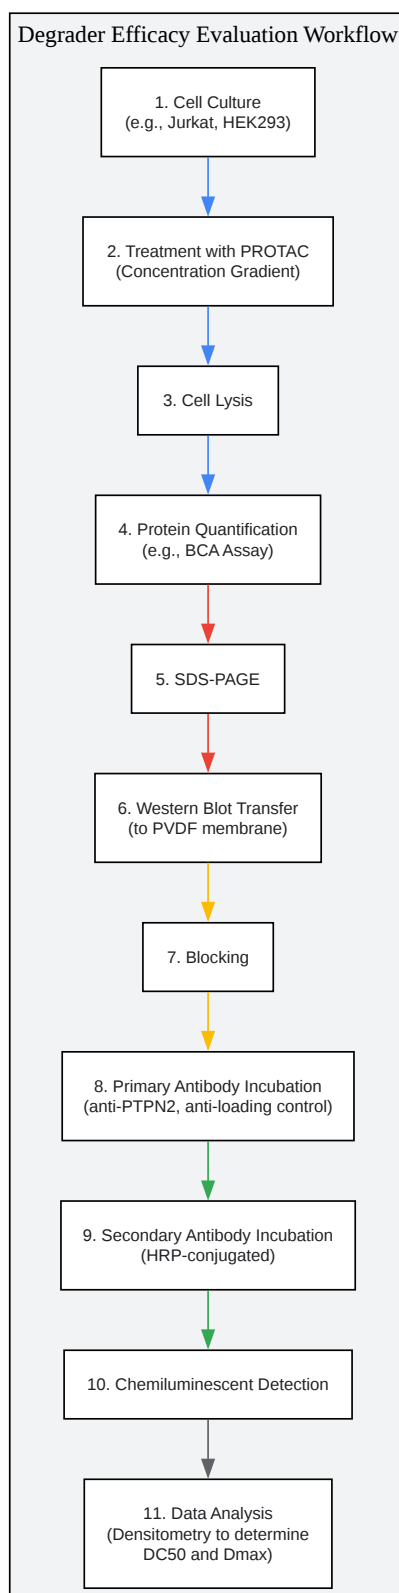 Degrader Efficacy Evaluation Workflow
1. Cell Culture
(e.g., Jurkat, HEK293)
2. Treatment with PROTAC
(Concentration Gradient)
3. Cell Lysis
4. Protein Quantification
(e.g., BCA Assay)
5. SDS-PAGE
6. Western Blot Transfer
(to PVDF membrane)
7. Blocking
8. Primary Antibody Incubation
(anti-PTPN2, anti-loading control)
9. Secondary Antibody Incubation
(HRP-conjugated)
10. Chemiluminescent Detection
11. Data Analysis
(Densitometry to determine
DC50 and Dmax)